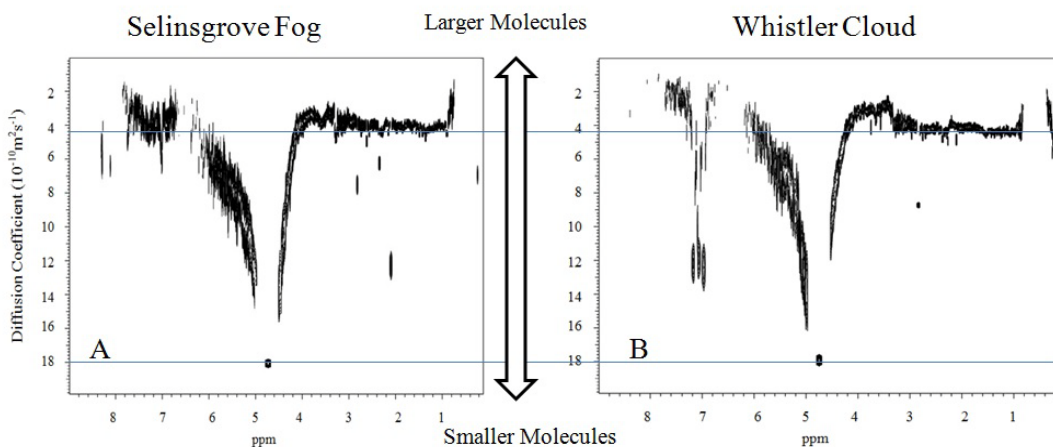 Selinsgrove Fog
Larger Molecules
Whistler Cloud
Diffusion Coefficient (10⁻¹⁰m²s⁻¹)
2
4
6
8
10
12
14
16
18
A
8 7 6 5 4 3 2 1
ppm
2
4
6
8
10
12
14
16
18
B
8 7 6 5 4 3 2 1
ppm
Smaller Molecules